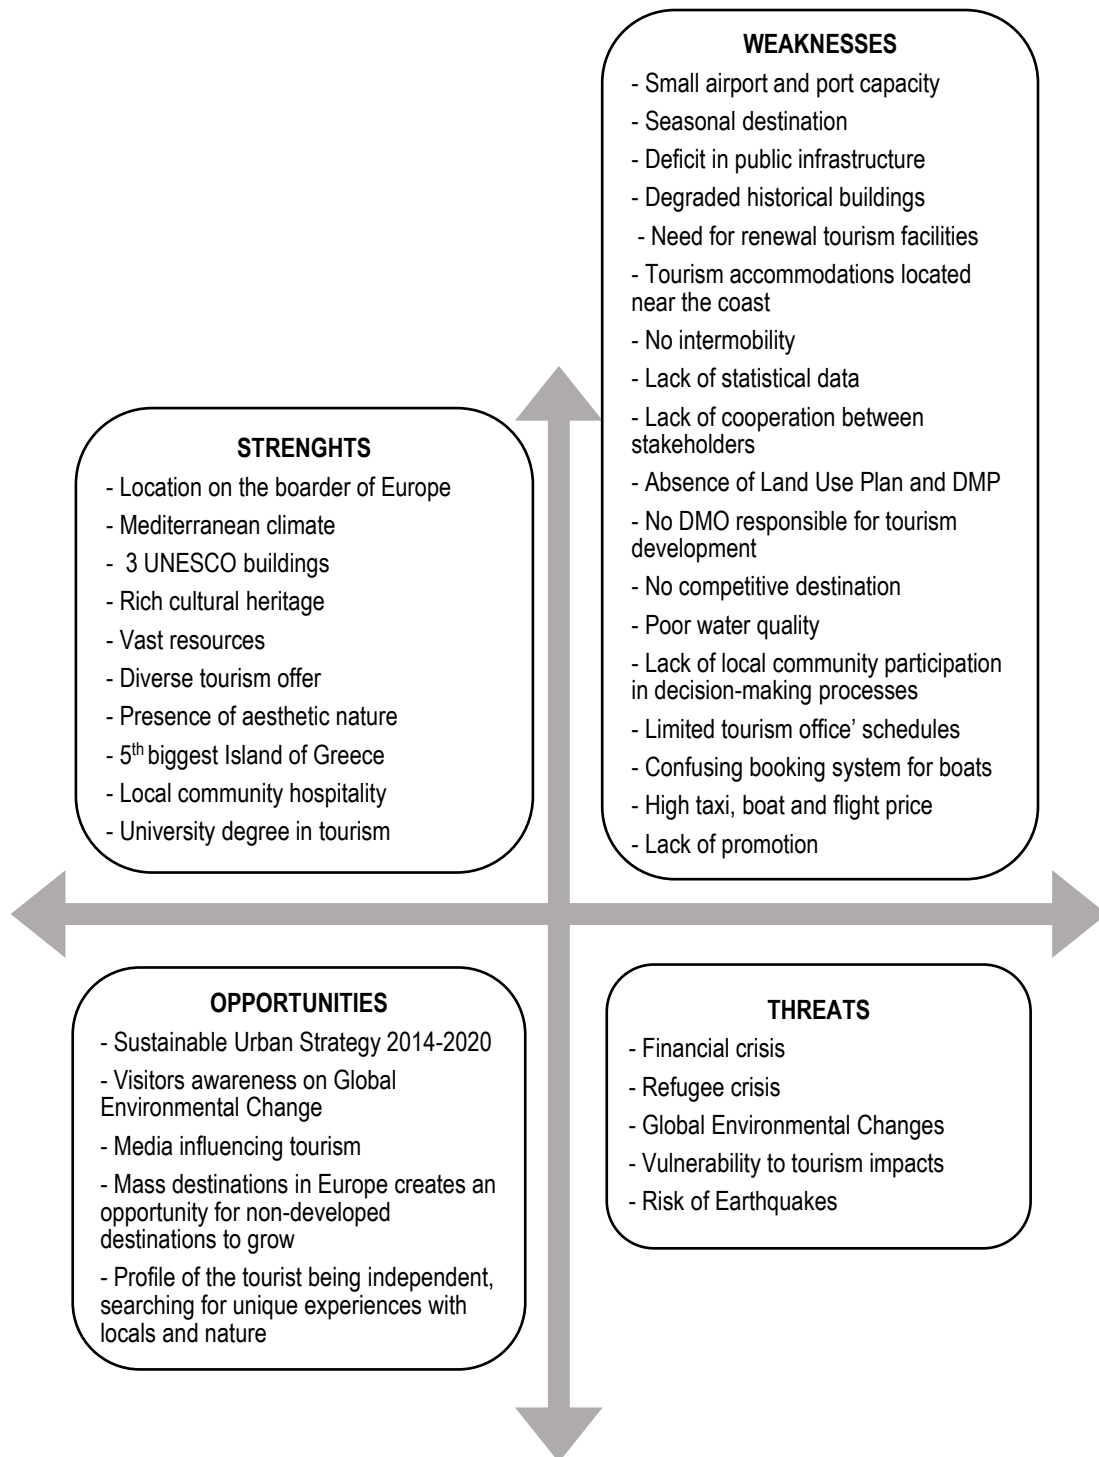 WEAKNESSES
- Small airport and port capacity
- Seasonal destination
- Deficit in public infrastructure
- Degraded historical buildings
- Need for renewal tourism facilities
- Tourism accommodations located
near the coast
- No intermobility
- Lack of statistical data
- Lack of cooperation between
stakeholders
- Absence of Land Use Plan and DMP
- No DMO responsible for tourism
development
- No competitive destination
- Poor water quality
- Lack of local community participation
in decision-making processes
- Limited tourism office' schedules
- Confusing booking system for boats
- High taxi, boat and flight price
- Lack of promotion
STRENGHTS
- Location on the boarder of Europe
- Mediterranean climate
- 3 UNESCO buildings
- Rich cultural heritage
- Vast resources
- Diverse tourism offer
- Presence of aesthetic nature
- 5th biggest Island of Greece
- Local community hospitality
- University degree in tourism
OPPORTUNITIES
- Sustainable Urban Strategy 2014-2020
- Visitors awareness on Global
Environmental Change
- Media influencing tourism
- Mass destinations in Europe creates an
opportunity for non-developed
destinations to grow
- Profile of the tourist being independent,
searching for unique experiences with
locals and nature
THREATS
- Financial crisis
- Refugee crisis
- Global Environmental Changes
- Vulnerability to tourism impacts
- Risk of Earthquakes